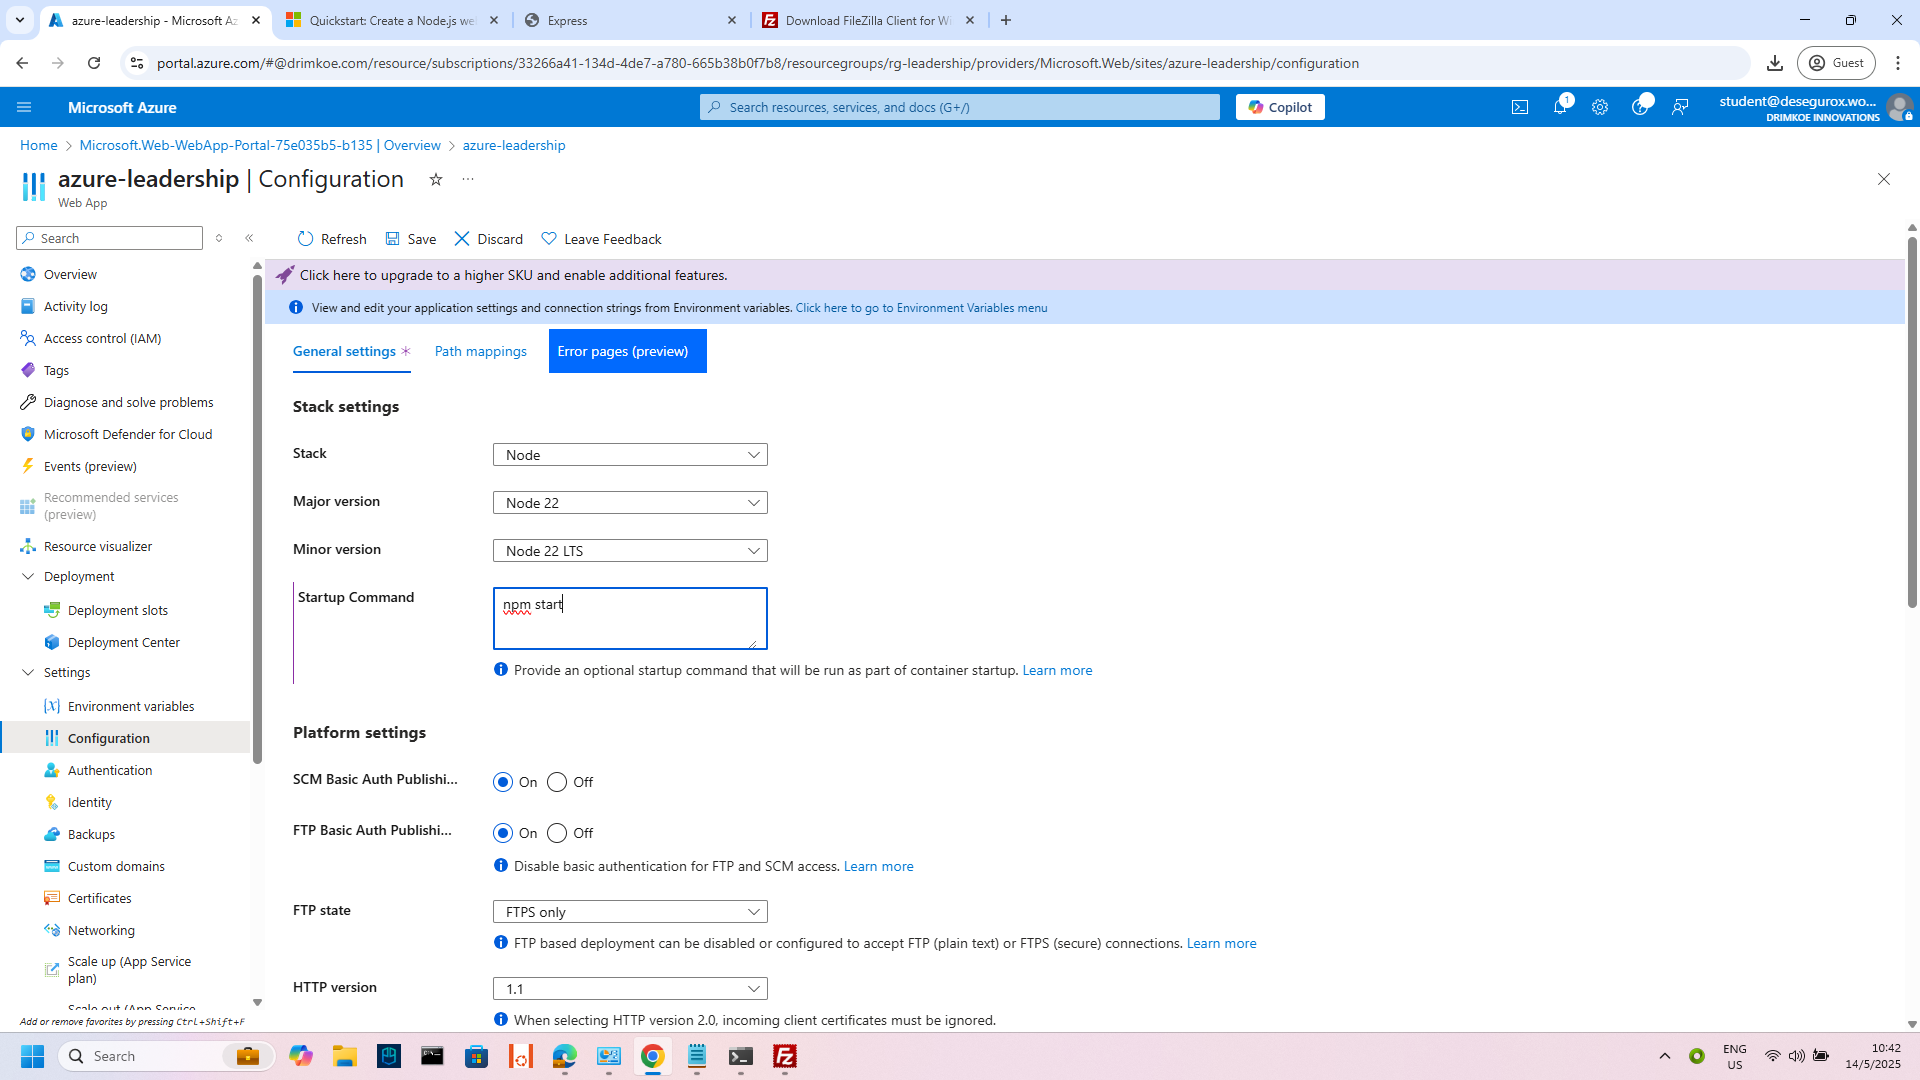 azure-leadership - Microsoft Az
Quickstart: Create a Node.js we
Express
Download FileZilla Client for Wi
portal.azure.com/#@drimkoe.com/resource/subscriptions/33266a41-134d-4de7-a780-665b38b0f7b8/resourcegroups/rg-leadership/providers/Microsoft.Web/sites/azure-leadership/configuration
Guest
Microsoft Azure
Search resources, services, and docs (G+/)
Copilot
1
student@desegurox.wo...
DRIMKOE INNOVATIONS
Home
Microsoft.Web-WebApp-Portal-75e035b5-b135 | Overview
azure-leadership
azure-leadership | Configuration
Web App
Search
Refresh
Save
Discard
Leave Feedback
Click here to upgrade to a higher SKU and enable additional features.
View and edit your application settings and connection strings from Environment variables. Click here to go to Environment Variables menu
General settings *
Path mappings
Error pages (preview)
Overview
Activity log
Access control (IAM)
Tags
Diagnose and solve problems
Microsoft Defender for Cloud
Events (preview)
Recommended services
(preview)
Resource visualizer
Deployment
Deployment slots
Deployment Center
Settings
Environment variables
Configuration
Authentication
Identity
Backups
Custom domains
Certificates
Networking
Scale up (App Service
plan)
Scale out (App Service
Add or remove favorites by pressing Ctrl+Shift+F
Stack settings
Stack
Node
Major version
Node 22
Minor version
Node 22 LTS
Startup Command
npm start
Provide an optional startup command that will be run as part of container startup. Learn more
Platform settings
SCM Basic Auth Publishi...
On
Off
FTP Basic Auth Publishi...
On
Off
Disable basic authentication for FTP and SCM access. Learn more
FTP state
FTPS only
FTP based deployment can be disabled or configured to accept FTP (plain text) or FTPS (secure) connections. Learn more
HTTP version
1.1
When selecting HTTP version 2.0, incoming client certificates must be ignored.
Search
ENG
US
10:42
14/5/2025